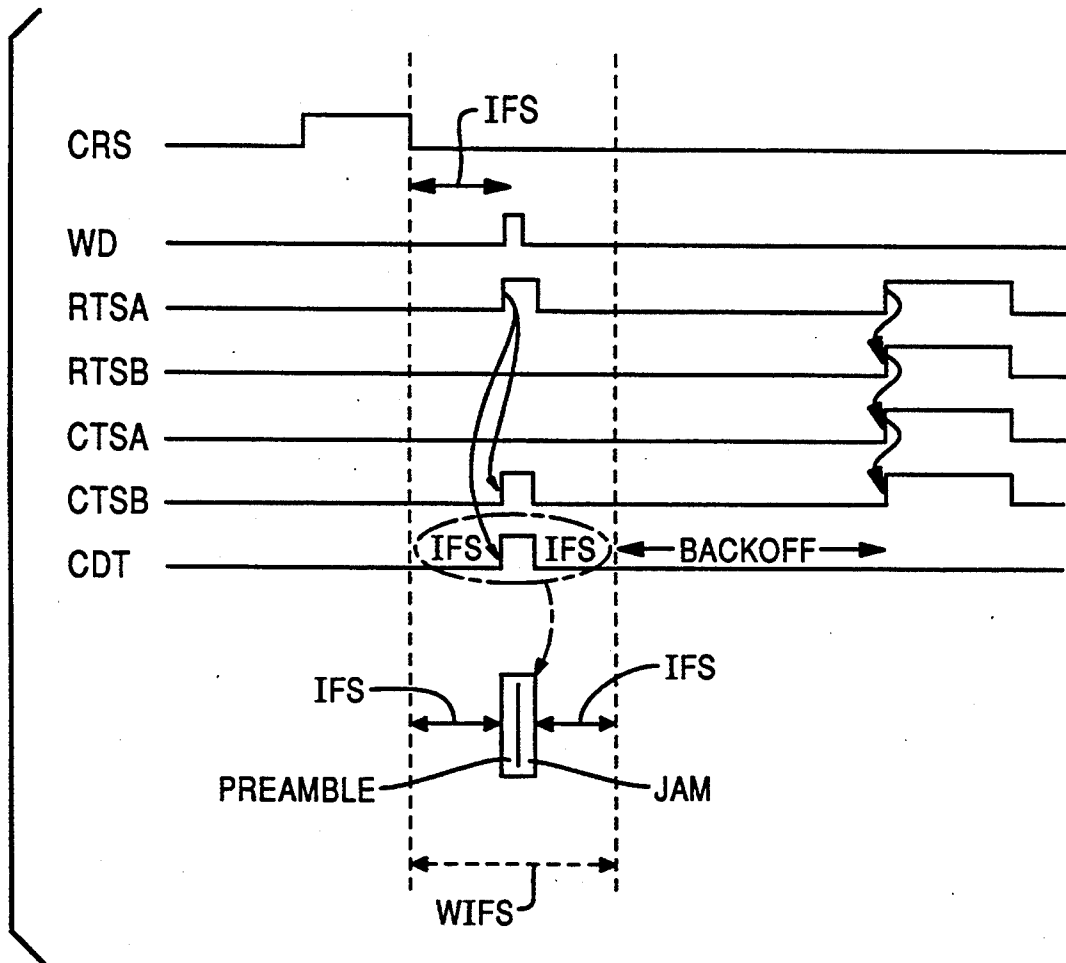 IFS
CRS
WD
RTSA
RTSB
CTSA
CTSB
IFS IFS BACKOFF
CDT
IFS
IFS
PREAMBLE JAM
WIFS